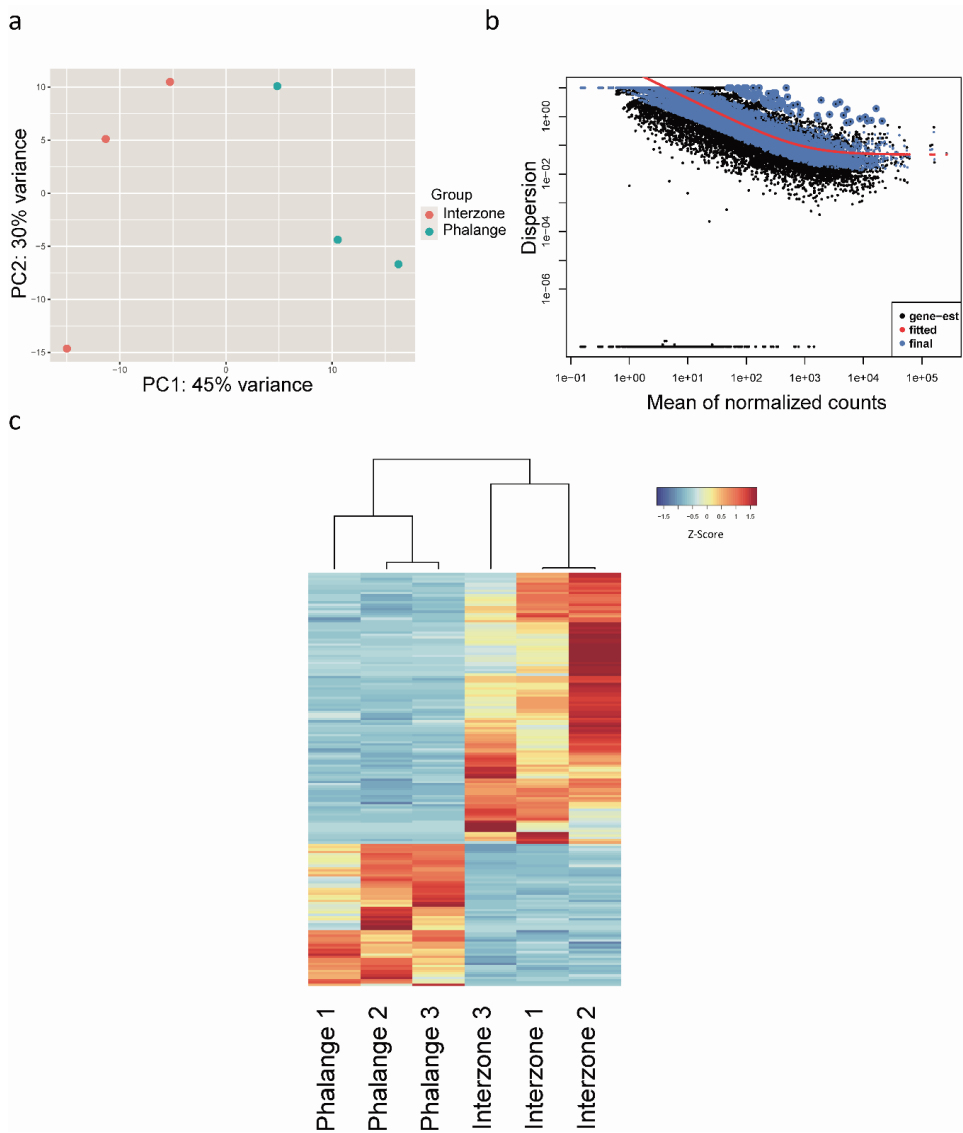 a
b
10
5
0
−5
−10
−15
−10
0
10
PC2: 30% variance
PC1: 45% variance
Group
Interzone
Phalange
1e+00
1e−02
1e−04
1e−06
Dispersion
gene−est
fitted
final
1e−01
1e+00
1e+01
1e+02
1e+03
1e+04
1e+05
Mean of normalized counts
c
−1.5
−0.5
0
0.5
1.5
Z-Score
Phalange 1
Phalange 2
Phalange 3
Interzone 3
Interzone 1
Interzone 2